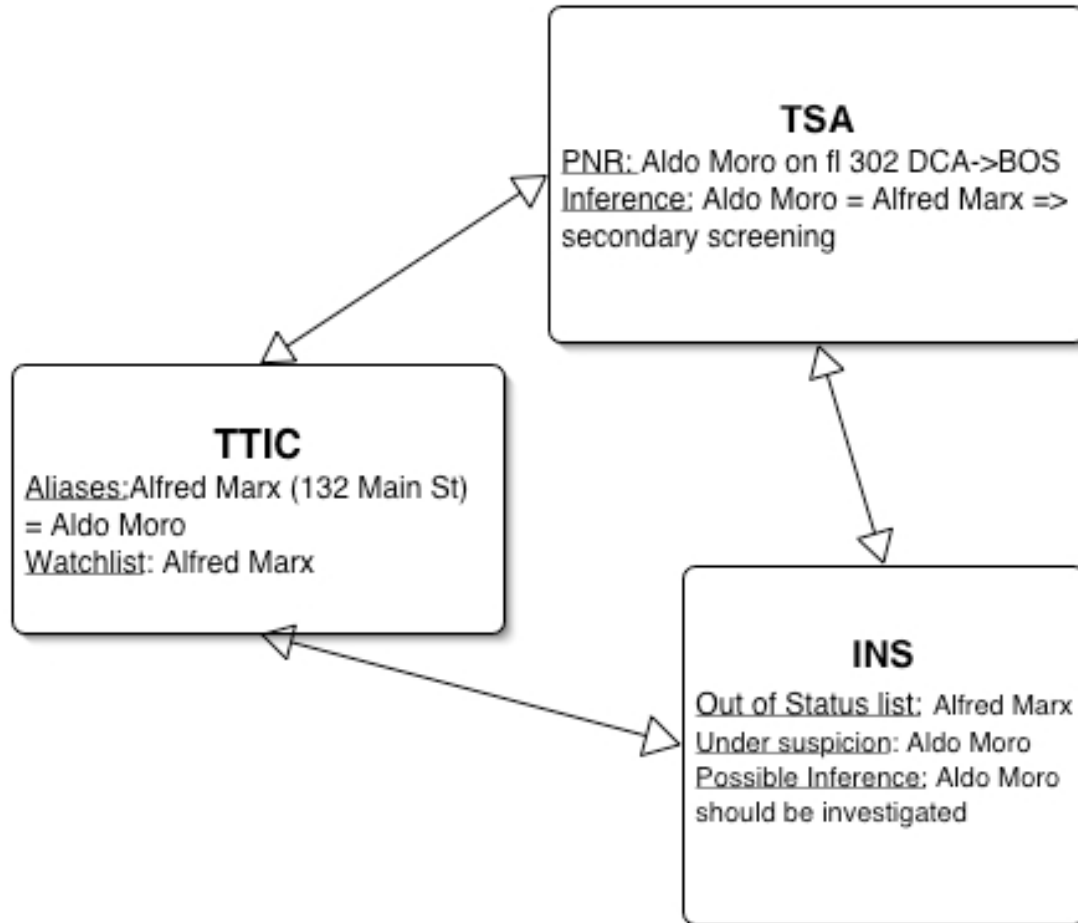 TSA
PNR: Aldo Moro on fl 302 DCA->BOS
Inference: Aldo Moro = Alfred Marx =>
secondary screening
TTIC
Aliases:Alfred Marx (132 Main St)
= Aldo Moro
Watchlist: Alfred Marx
INS
Out of Status list: Alfred Marx
Under suspicion: Aldo Moro
Possible Inference: Aldo Moro
should be investigated